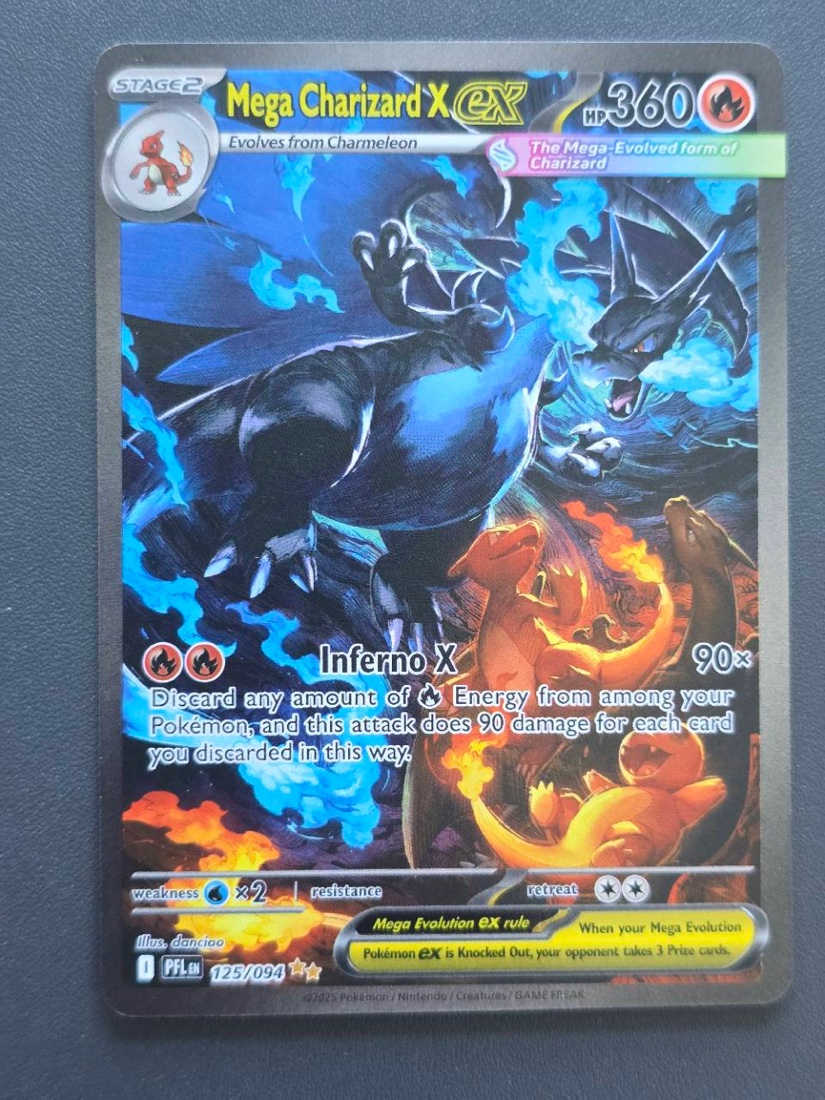 STAGE2
Mega Charizard X ex HP 360
Evolves from Charmeleon
The Mega-Evolved form of
Charizard
Inferno X 90×
Discard any amount of Energy from among your
Pokémon, and this attack does 90 damage for each card
you discarded in this way.
weakness ×2 resistance retreat
Mega Evolution ex rule When your Mega Evolution
Pokémon ex is Knocked Out, your opponent takes 3 Prize cards.
Illus. danciao
I PFL EN 125/094
©2025 Pokémon / Nintendo / Creatures / GAME FREAK